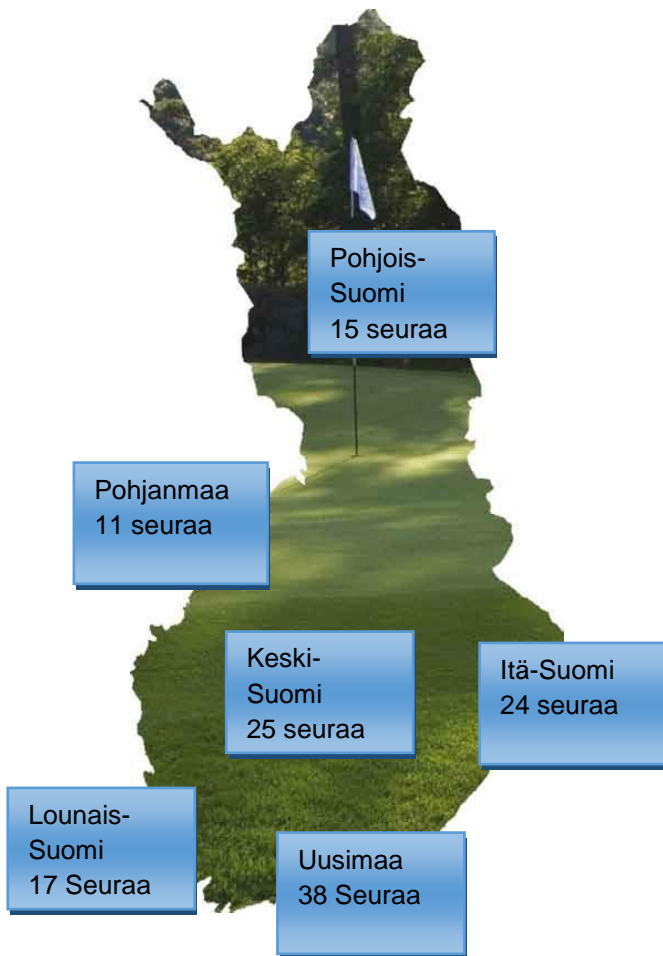 Pohjois-
Suomi
15 seuraa
Pohjanmaa
11 seuraa
Keski-
Suomi
25 seuraa
Itä-Suomi
24 seuraa
Lounais-
Suomi
17 Seuraa
Uusimaa
38 Seuraa